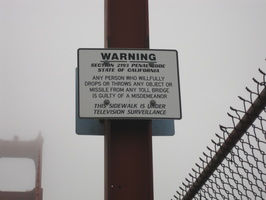 WARNING
SECTION 2193 PENAL CODE
STATE OF CALIFORNIA
ANY PERSON WHO WILLFULLY
DROPS OR THROWS ANY OBJECT OR
MISSILE FROM ANY TOLL BRIDGE
IS GUILTY OF A MISDEMEANOR
THIS SIDEWALK IS UNDER
TELEVISION SURVEILLANCE